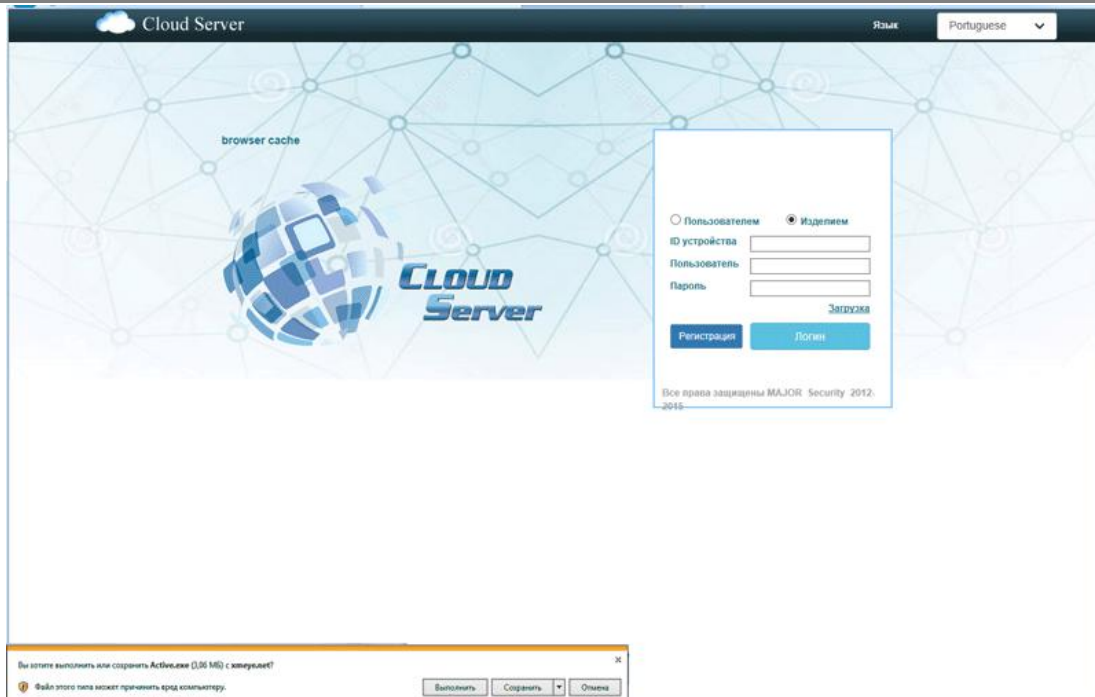 Cloud Server
Язык
Portuguese
browser cache
CLOUD
Server
Пользователем
Изделием
ID устройства
Пользователь
Пароль
Загрузка
Регистрация
Логин
Все права защищены MAJOR Security 2012-
2015
Вы хотите выполнить или сохранить Active.exe (3,06 МБ) с xmeye.net?
Файл этого типа может причинить вред компьютеру.
Выполнить
Сохранить
Отмена